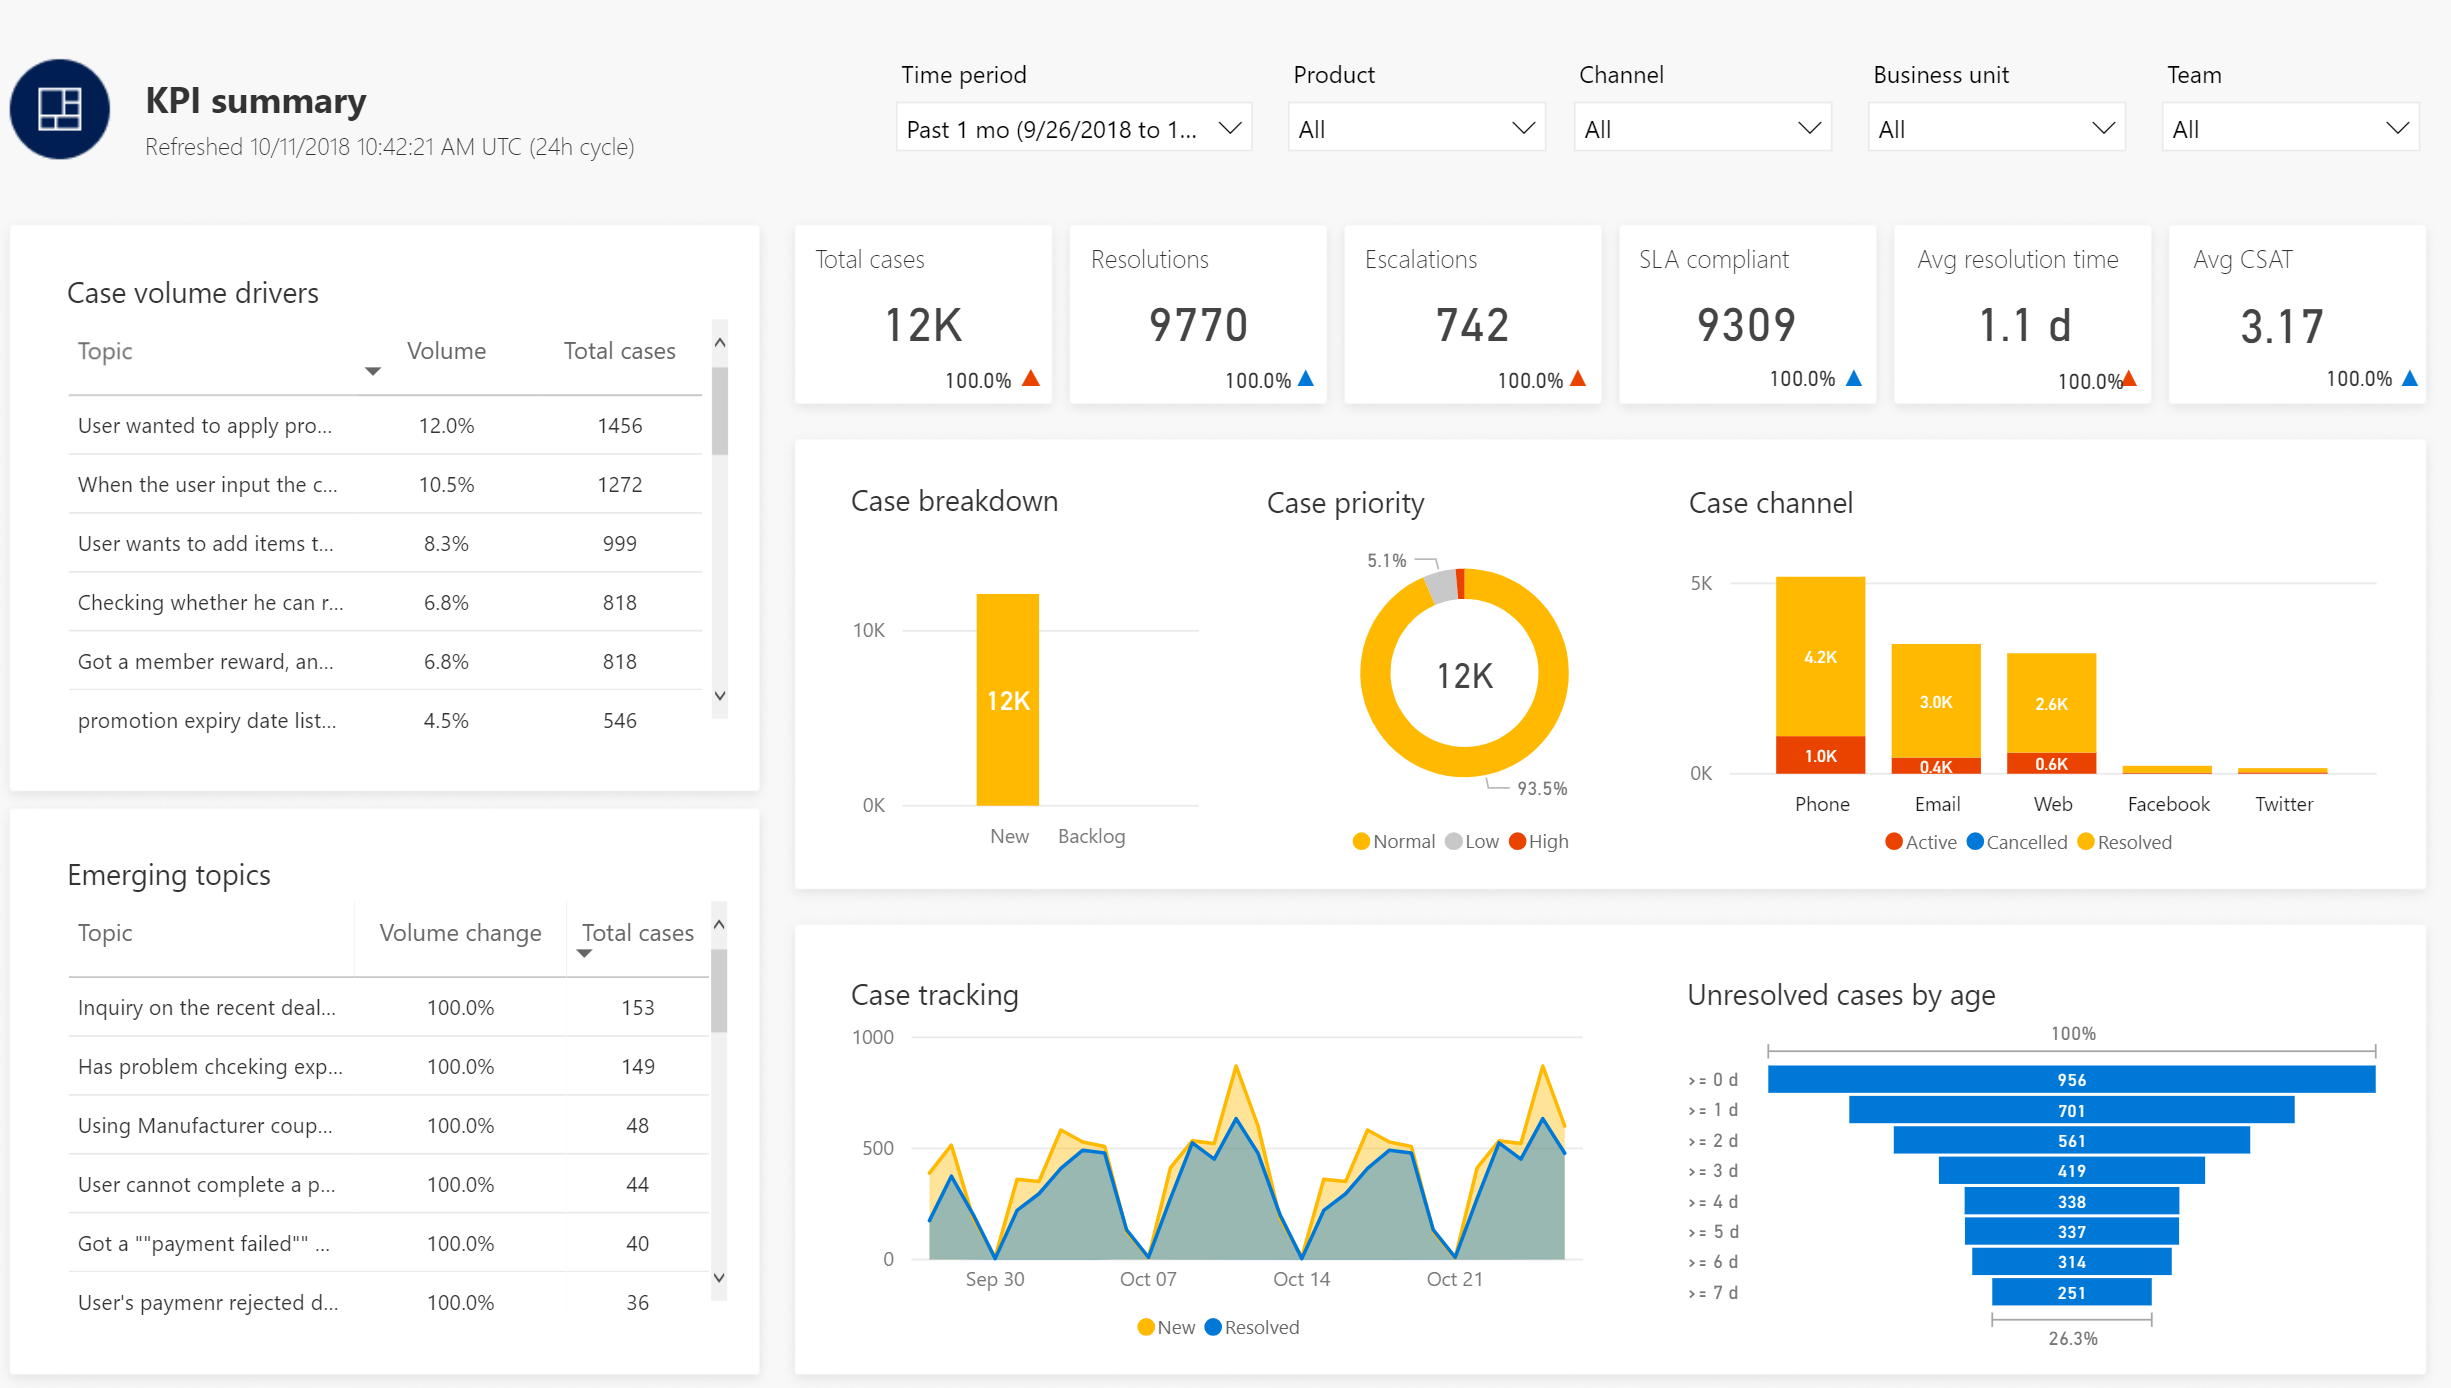 KPI summary
Refreshed 10/11/2018 10:42:21 AM UTC (24h cycle)
Time period
Past 1 mo (9/26/2018 to 1...
Product
All
Channel
All
Business unit
All
Team
All
Case volume drivers
Topic Volume Total cases
User wanted to apply pro... 12.0% 1456
When the user input the c... 10.5% 1272
User wants to add items t... 8.3% 999
Checking whether he can r... 6.8% 818
Got a member reward, an... 6.8% 818
promotion expiry date list... 4.5% 546
Emerging topics
Topic Volume change Total cases
Inquiry on the recent deal... 100.0% 153
Has problem chceking exp... 100.0% 149
Using Manufacturer coup... 100.0% 48
User cannot complete a p... 100.0% 44
Got a ""payment failed"" ... 100.0% 40
User's paymenr rejected d... 100.0% 36
Total cases
12K
100.0%
Resolutions
9770
100.0%
Escalations
742
100.0%
SLA compliant
9309
100.0%
Avg resolution time
1.1 d
100.0%
Avg CSAT
3.17
100.0%
Case breakdown
10K
12K
0K
New Backlog
Case priority
5.1%
12K
93.5%
Normal Low High
Case channel
5K
4.2K 3.0K 2.6K
1.0K 0.4K 0.6K
0K
Phone Email Web Facebook Twitter
Active Cancelled Resolved
Case tracking
1000
500
0
Sep 30 Oct 07 Oct 14 Oct 21
New Resolved
Unresolved cases by age
100%
>= 0 d 956
>= 1 d 701
>= 2 d 561
>= 3 d 419
>= 4 d 338
>= 5 d 337
>= 6 d 314
>= 7 d 251
26.3%